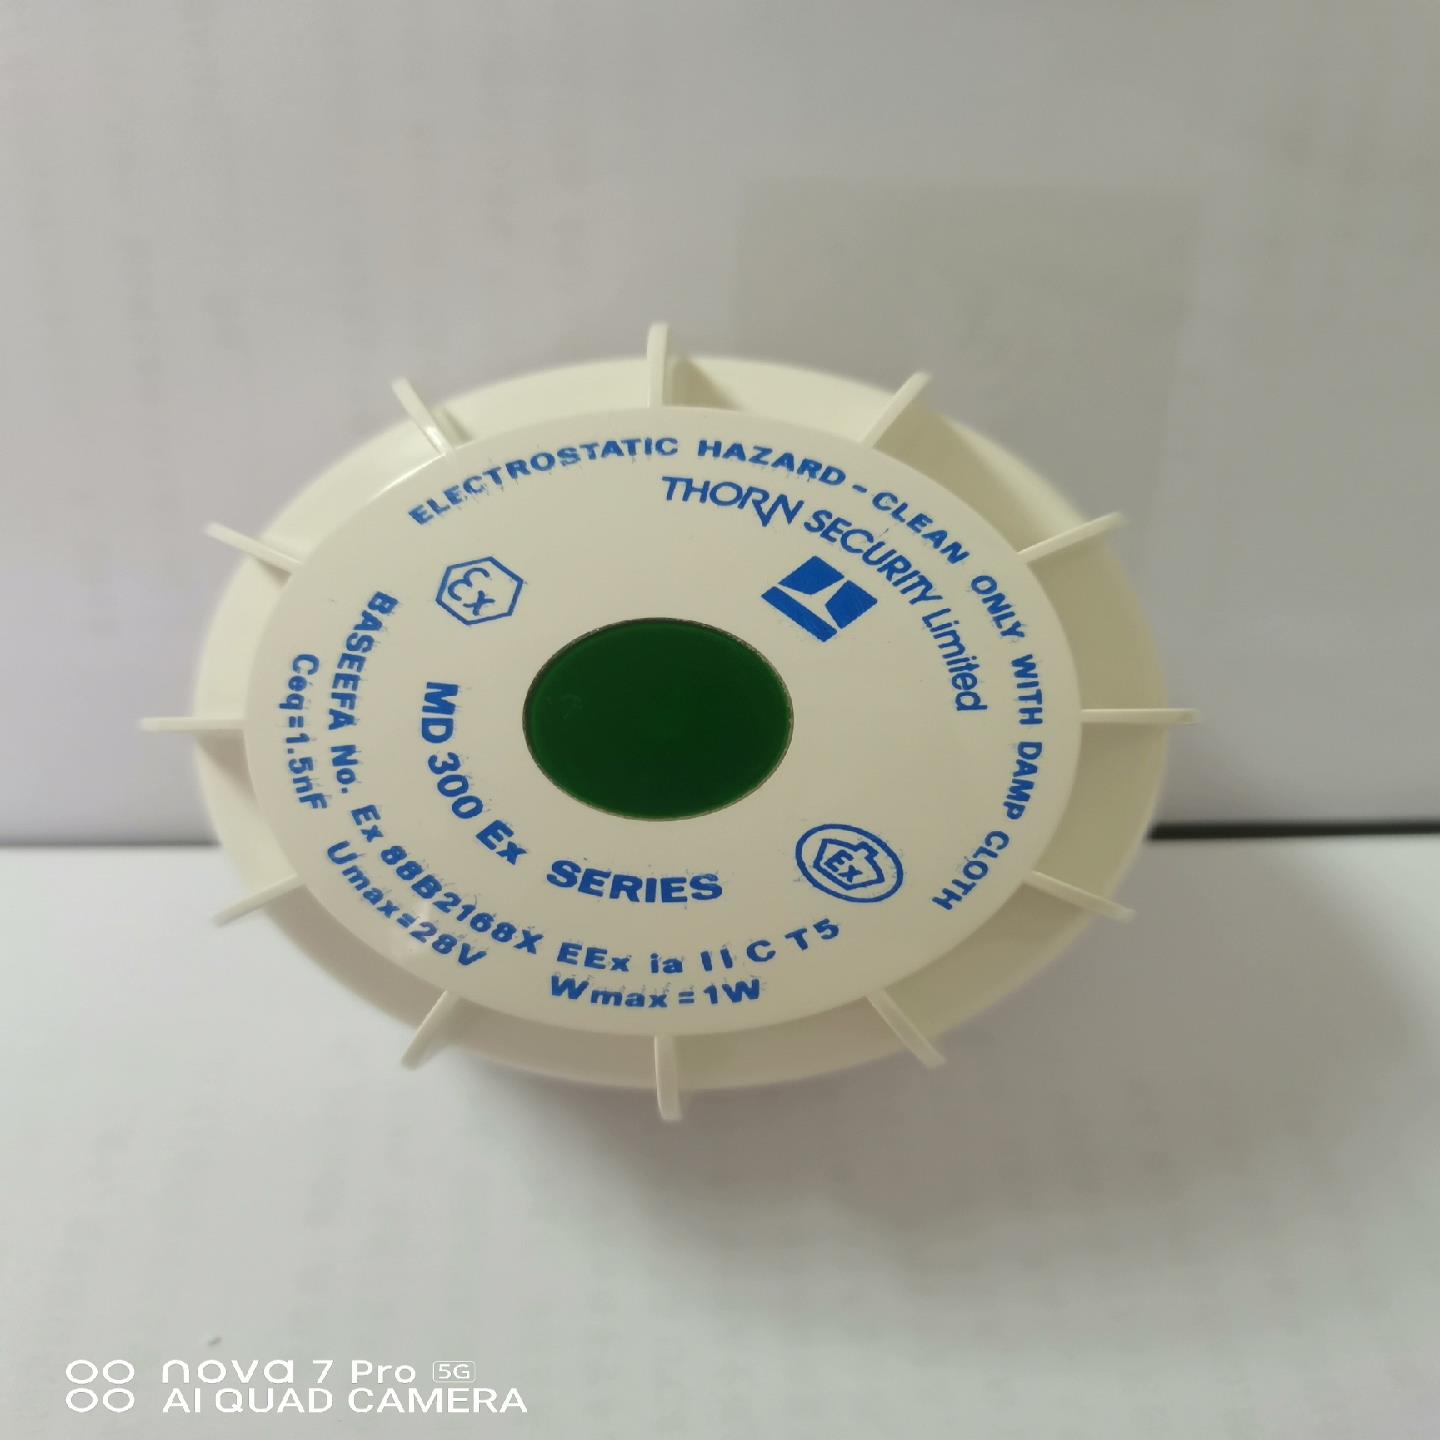 ELECTROSTATIC HAZARD - CLEAN ONLY WITH DAMP CLOTH
THORN SECURITY Limited
Ex
Ex
MD 300 Ex SERIES
BASEEFA No. Ex 88B2168X EEx ia IIC T5
Ceq=1.5nF Umax=28V Wmax=1W
nova 7 Pro 5G
AI QUAD CAMERA